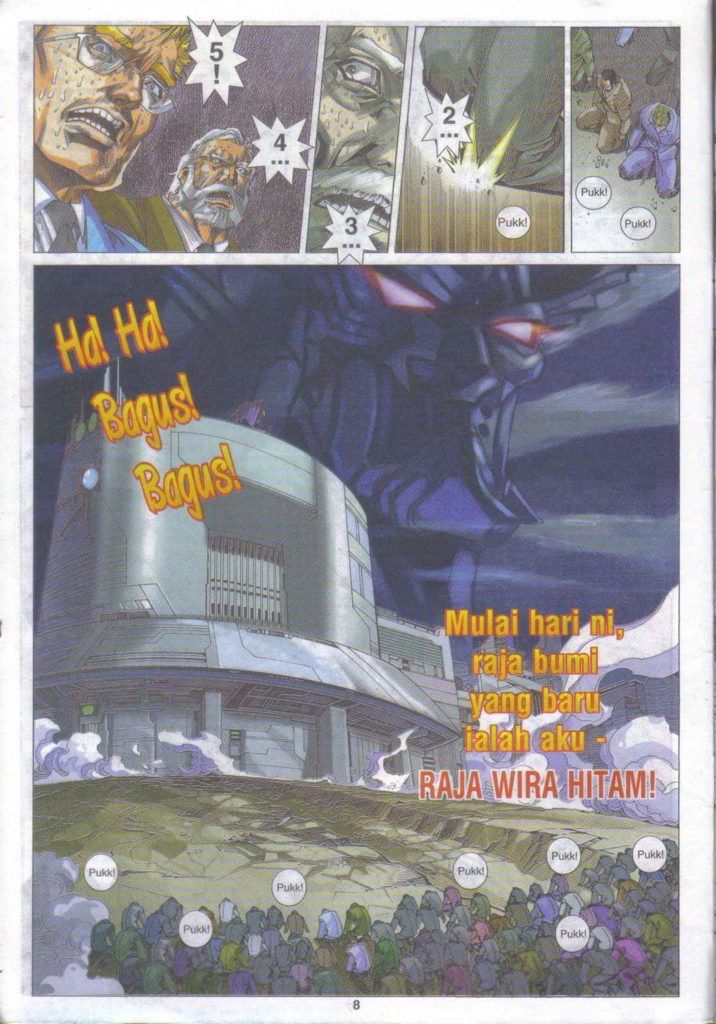 5
!
4
...
3
...
2
...
Pukk!
Pukk!
Pukk!
Ha! Ha!
Bagus!
Bagus!
Mulai hari ni,
raja bumi
yang baru
ialah aku -
RAJA WIRA HITAM!
Pukk!
Pukk!
Pukk!
Pukk!
Pukk!
Pukk!
Pukk!
8